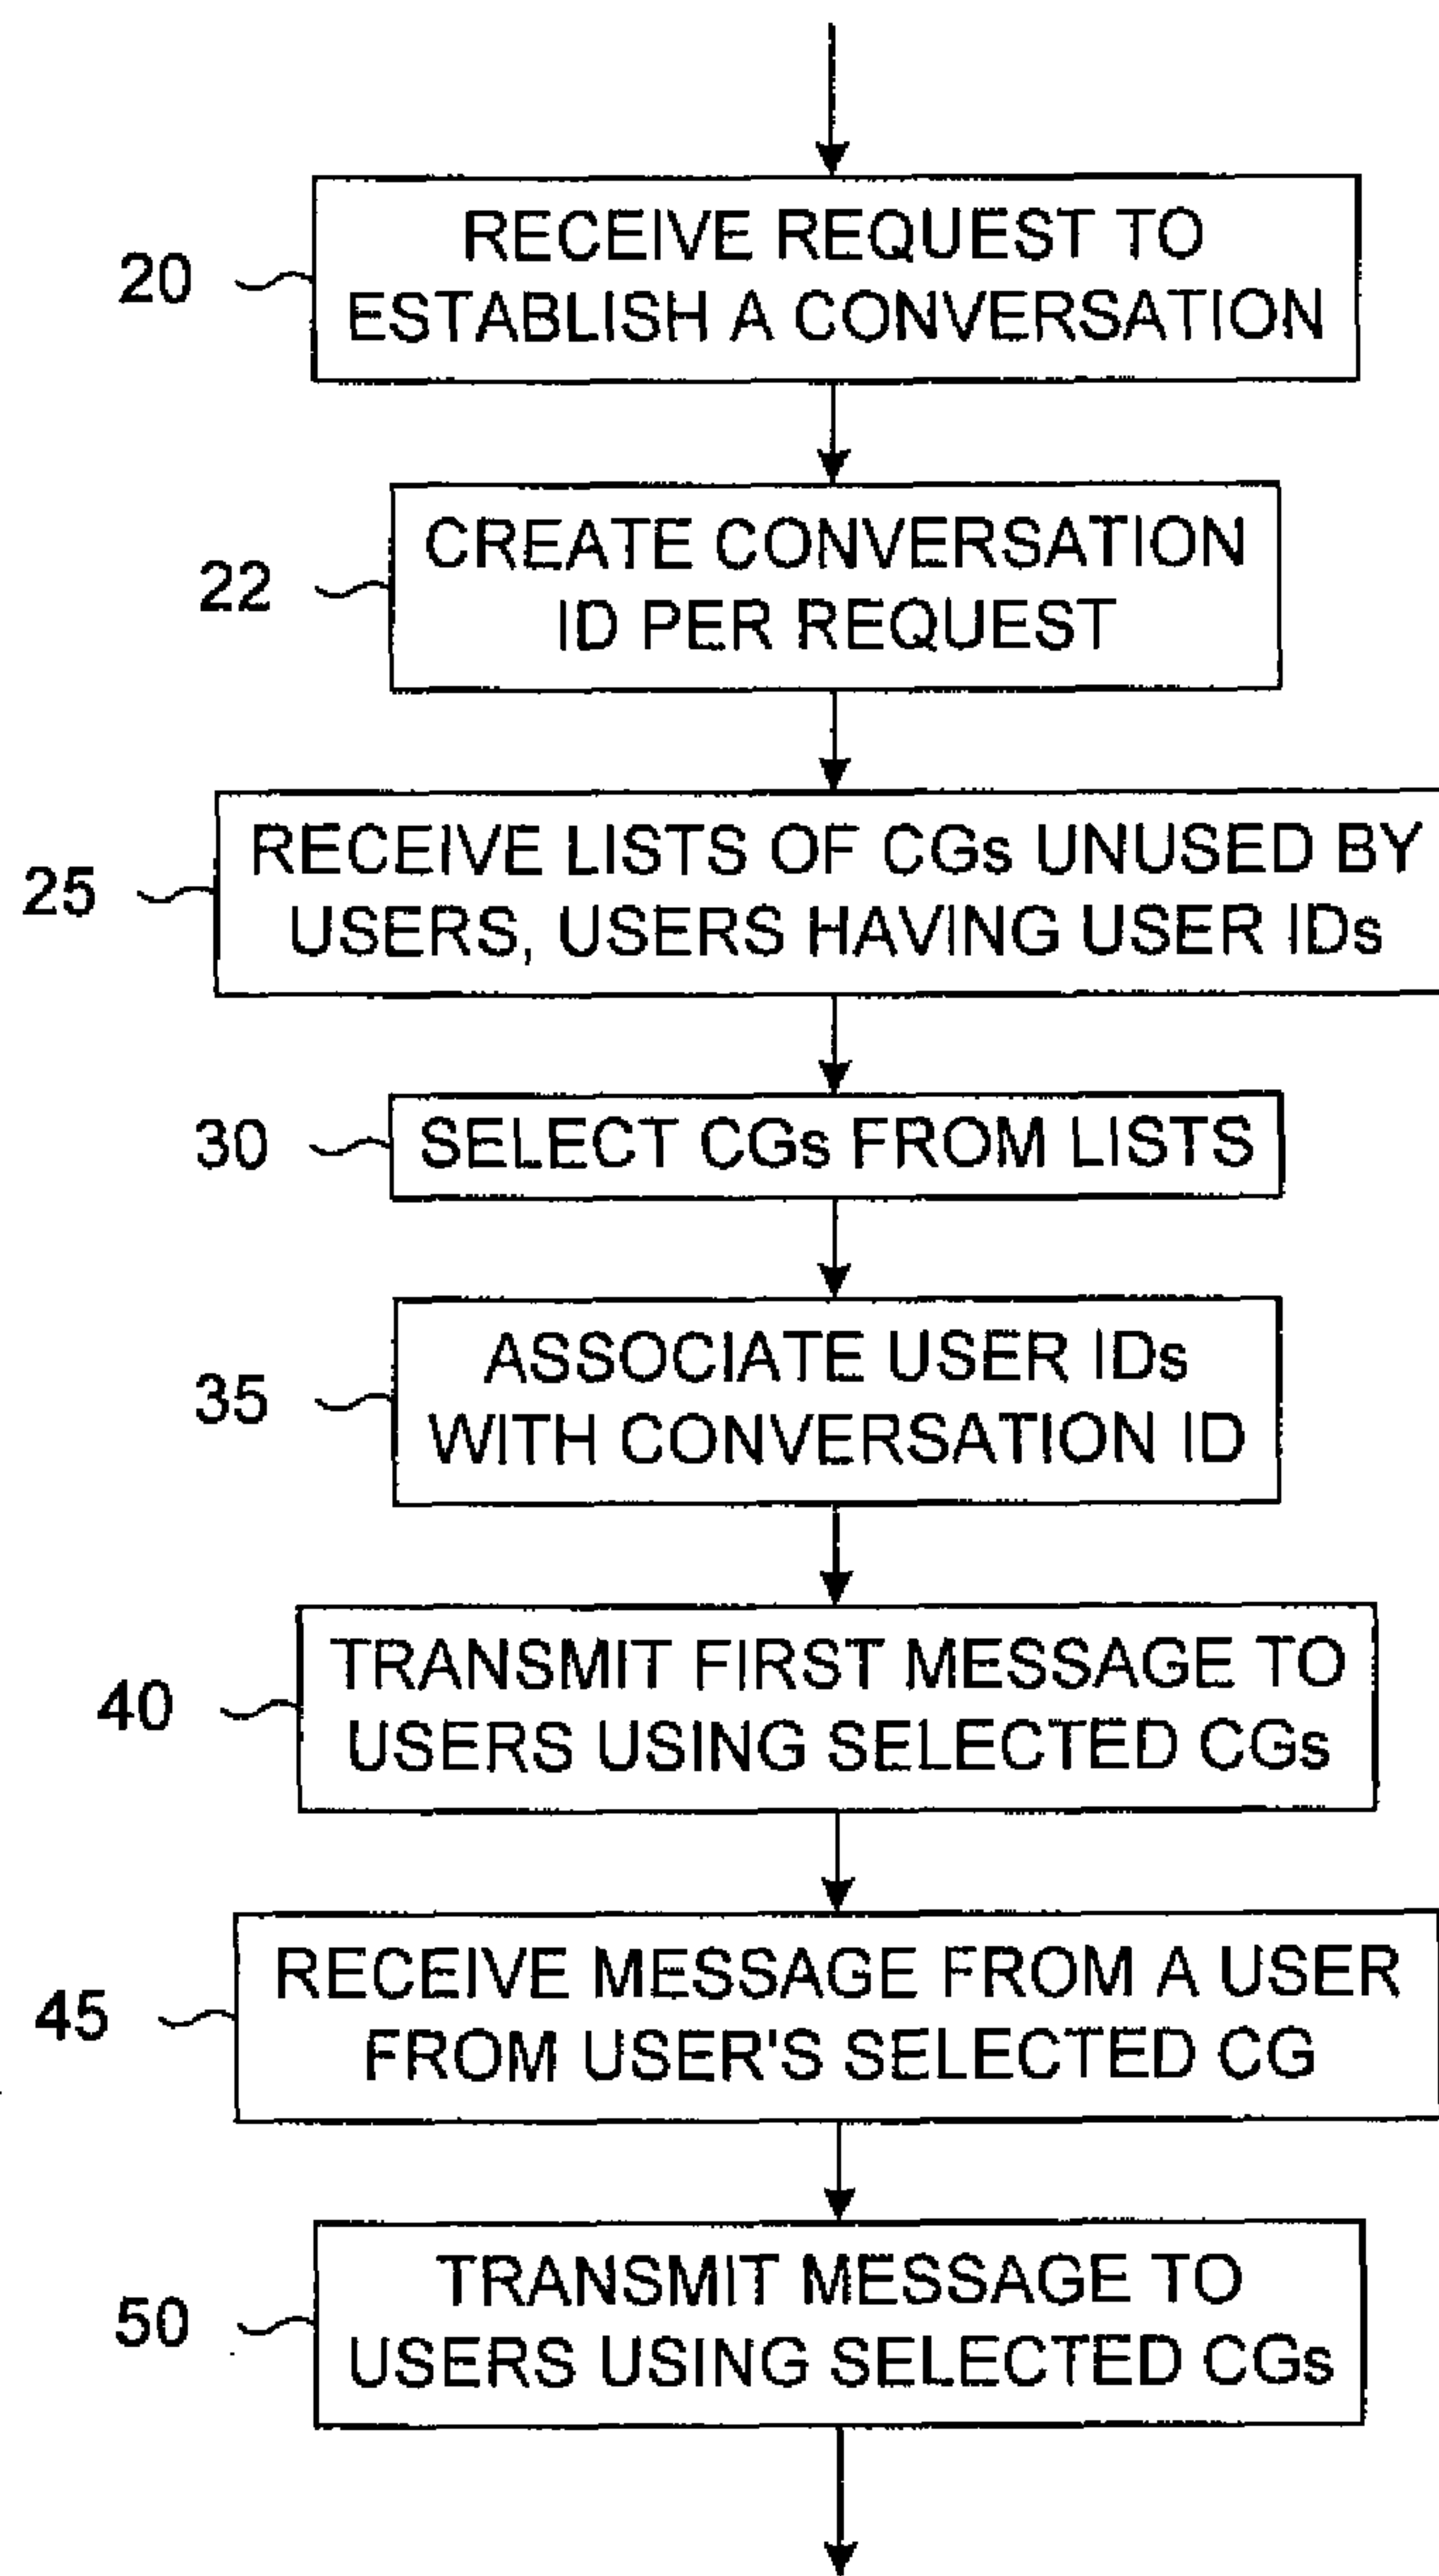 20
RECEIVE REQUEST TO
ESTABLISH A CONVERSATION
22
CREATE CONVERSATION
ID PER REQUEST
25
RECEIVE LISTS OF CGs UNUSED BY
USERS, USERS HAVING USER IDs
30
SELECT CGs FROM LISTS
35
ASSOCIATE USER IDs
WITH CONVERSATION ID
40
TRANSMIT FIRST MESSAGE TO
USERS USING SELECTED CGs
45
RECEIVE MESSAGE FROM A USER
FROM USER'S SELECTED CG
50
TRANSMIT MESSAGE TO
USERS USING SELECTED CGs